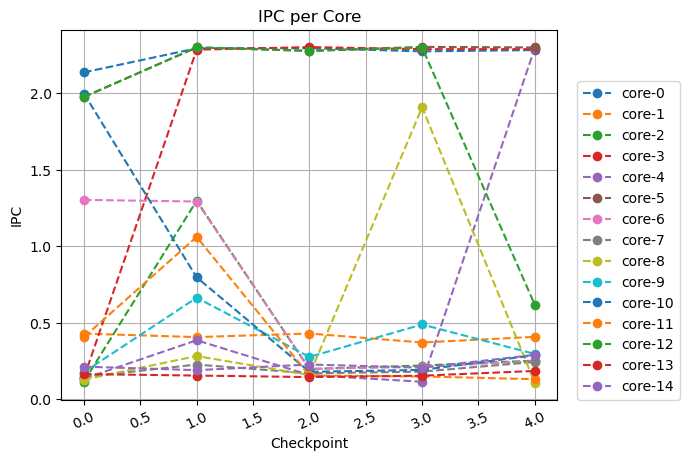 IPC per Core
IPC
2.0
1.5
1.0
0.5
0.0
0.0
0.5
1.0
1.5
2.0
2.5
3.0
3.5
4.0
Checkpoint
core-0
core-1
core-2
core-3
core-4
core-5
core-6
core-7
core-8
core-9
core-10
core-11
core-12
core-13
core-14